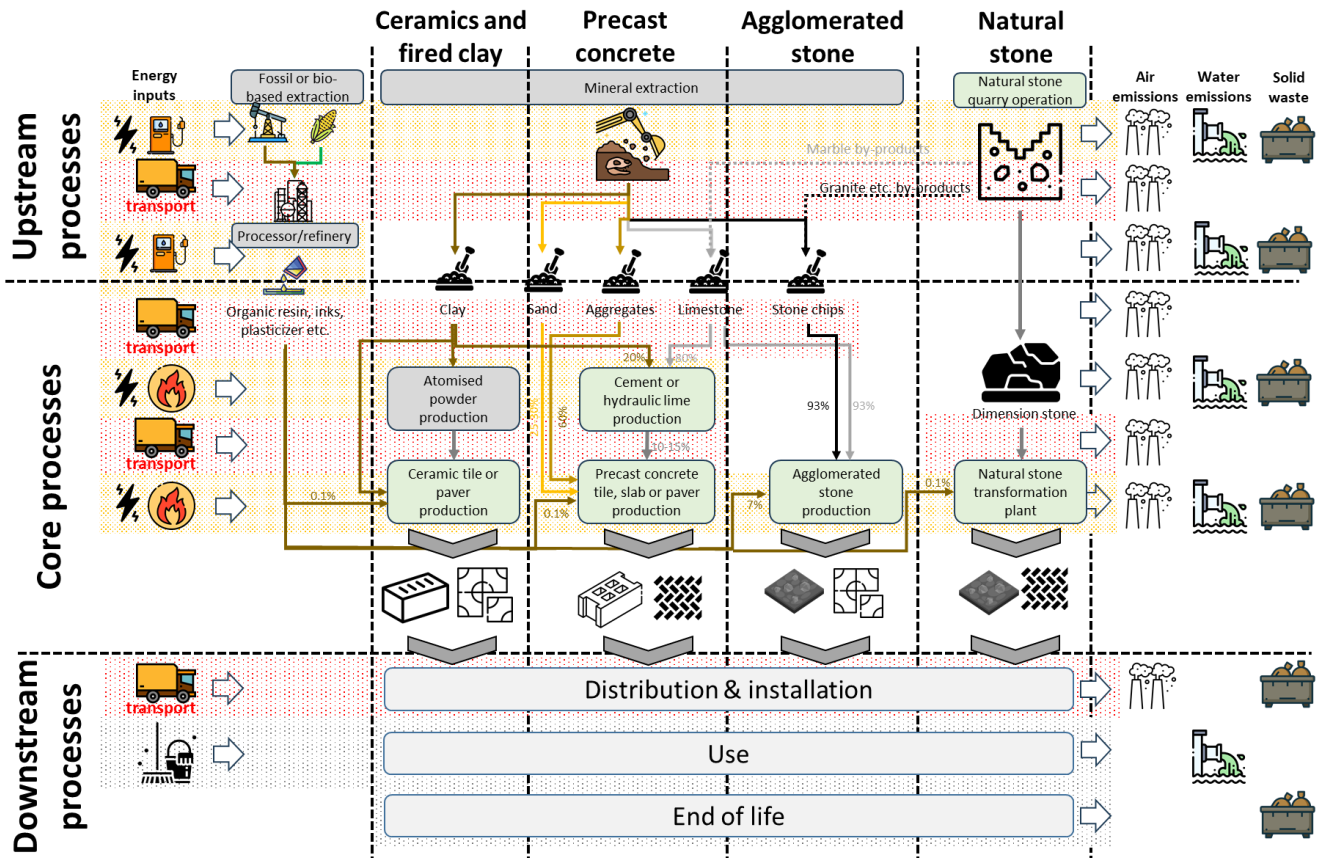 Ceramics and
fired clay
Precast
concrete
Agglomerated
stone
Natural
stone
Energy
inputs
Fossil or bio-
based extraction
Mineral extraction
Natural stone
quarry operation
Air
emissions
Water
emissions
Solid
waste
Upstream
processes
Marble by-products
transport
Granite etc. by-products
Processor/refinery
Core processes
Organic resin, inks,
plasticizer etc.
Clay
Sand
Aggregates
Limestone
Stone chips
transport
20%
80%
Atomised
powder
production
Cement or
hydraulic lime
production
60%
93%
93%
Dimension stone
transport
10-15%
Ceramic tile or
paver
production
Precast concrete
tile, slab or paver
production
Agglomerated
stone
production
Natural stone
transformation
plant
0.1%
0.1%
7%
0.1%
Downstream
processes
transport
Distribution & installation
Use
End of life